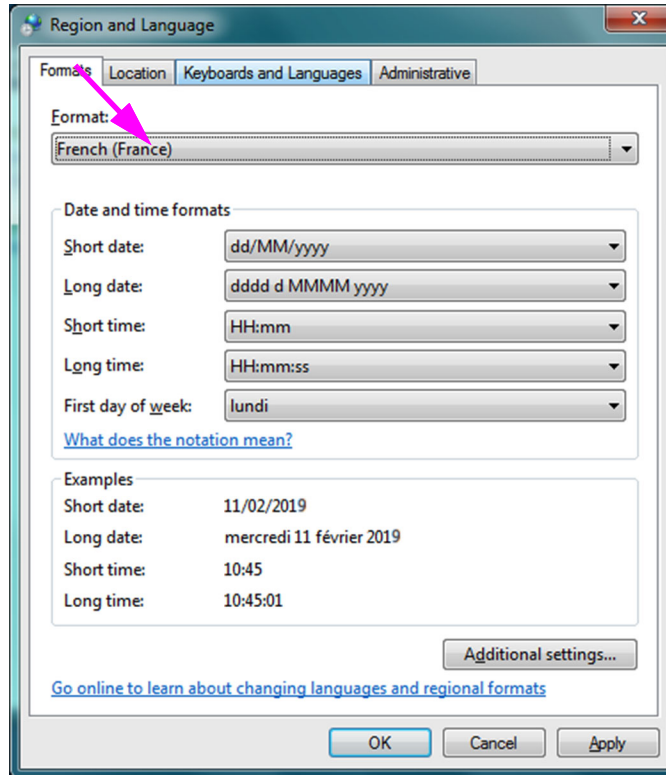 Region and Language
Formats Location Keyboards and Languages Administrative
Format:
French (France)
Date and time formats
Short date: dd/MM/yyyy
Long date: dddd d MMMM yyyy
Short time: HH:mm
Long time: HH:mm:ss
First day of week: lundi
What does the notation mean?
Examples
Short date: 11/02/2019
Long date: mercredi 11 février 2019
Short time: 10:45
Long time: 10:45:01
Additional settings...
Go online to learn about changing languages and regional formats
OK Cancel Apply